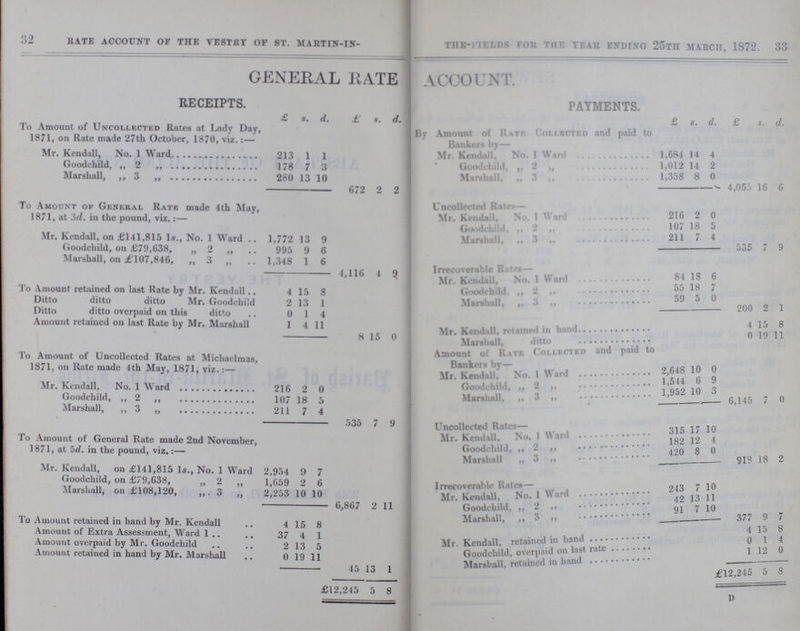 32 RATE ACCOUNT OF THE VESTRY OF ST. MARTIN-IN-
GENERAL RATE
RECEIPTS.
£ s. d. £ s. d.
To Amount of UNCOLLECTED Rates at Lady Day,
1871, on Rate made 27th October, 1870, viz.:—
Mr. Kendall, No. 1 Ward 213 1 1
Goodchild, „ 2 „ 178 7 3
Marshall, „ 3 „ 280 13 10
672 2 2
To AMOUNT OF GENERAL RATE made 4th May,
1871, at 3d. in the pound, viz.:—
Mr. Kendall, on £141,815 1s., No. 1 Ward .. 1,772 13 9
Goodchild, on £79,638, „ 2 „ .. 995 9 6
Marshall, on £107,846, „ 3 „ .. 1,348 1 6
4,116 4 9
To Amount retained on last Rate by Mr. Kendall .. 4 15 8
Ditto ditto ditto Mr. Goodchild 2 13 1
Ditto ditto overpaid on this ditto .. 0 1 4
Amount retained on last Rate by Mr. Marshall 1 4 11
8 15 0
To Amount of Uncollected Rates at Michaelmas,
1871, on Rate made 4th May, 1871, viz.:—
Mr. Kendall, No. 1 Ward 216 2 0
Goodchild, „ 2 „ 107 18 5
Marshall, „ 3 „ 211 7 4
535 7 9
To Amount of General Rate made 2nd November,
1871, at 5d. in the pound, viz.:—
Mr. Kendall, on £141,815 1s., No. 1 Ward 2,954 9 7
Goodchild, on £79,638, „ 2 „ 1,659 2 6
Marshall, on £108,120, „ 3 „ 2,253 10 10
6,867 2 11
To Amount retained in hand by Mr. Kendall .. 4 15 8
Amount of Extra Assessment, Ward 1 .. .. 37 4 1
Amount overpaid by Mr. Goodchild .. .. 2 13 5
Amount retained in hand by Mr. Marshall .. 0 19 11
45 13 1
£12,245 5 8
THE-FIELDS FOR THE YEAR ENDING 25TH MARCH, 1872. 33
ACCOUNT.
PAYMENTS.
£ s. d. £ s. d.
By Amount of RATE COLLECTED and paid to
Bankers by—
Mr. Kendall, No. 1 Ward 1,684 14 4
Goodchild, „ 2 „ 1,012 14 2
Marshall, „ 3 „ 1,358 8 0
4,055 16 6
Uncollected Rates—
Mr. Kendall, No. 1 Ward 216 2 0
Goodchild, „ 2 „ 107 18 5
Marshall, „ 3 „ 211 7 4
535 7 9
Irrecoverable Rates—
Mr. Kendall, No. 1 Ward 84 18 6
Goodchild, „ 2 „ 55 18 7
Marshall, „ 3 „ 59 5 0
200 2 1
Mr. Kendall, retained in hand 4 15 8
Marshall, ditto 0 19 11
Amount of RATE COLLECTED and paid to
Bankers by—
Mr. Kendall, No. 1 Ward 2,648 10 0
Goodchild, „ 2 „ 1,544 6 9
Marshall, „ 3 „ 1,952 10 3
6,145 7 0
Uncollected Rates—
Mr. Kendall, No. 1 Ward 315 17 10
Goodchild, „ 2 „ 182 12 4
Marshall „ 3 „ 420 8 0
918 18 2
Irrecoverable Rates—
Mr. Kendall, No. 1 Ward 243 7 10
Goodchild, „ 2 „ 42 13 11
Marshall, „ 3 „ 91 7 10
377 9 7
Mr. Kendall, retained in hand 4 15 8
Goodchild, overpaid on last rate 0 1 4
Marshall, retained in hand 1 12 0
£12,245 5 8
D